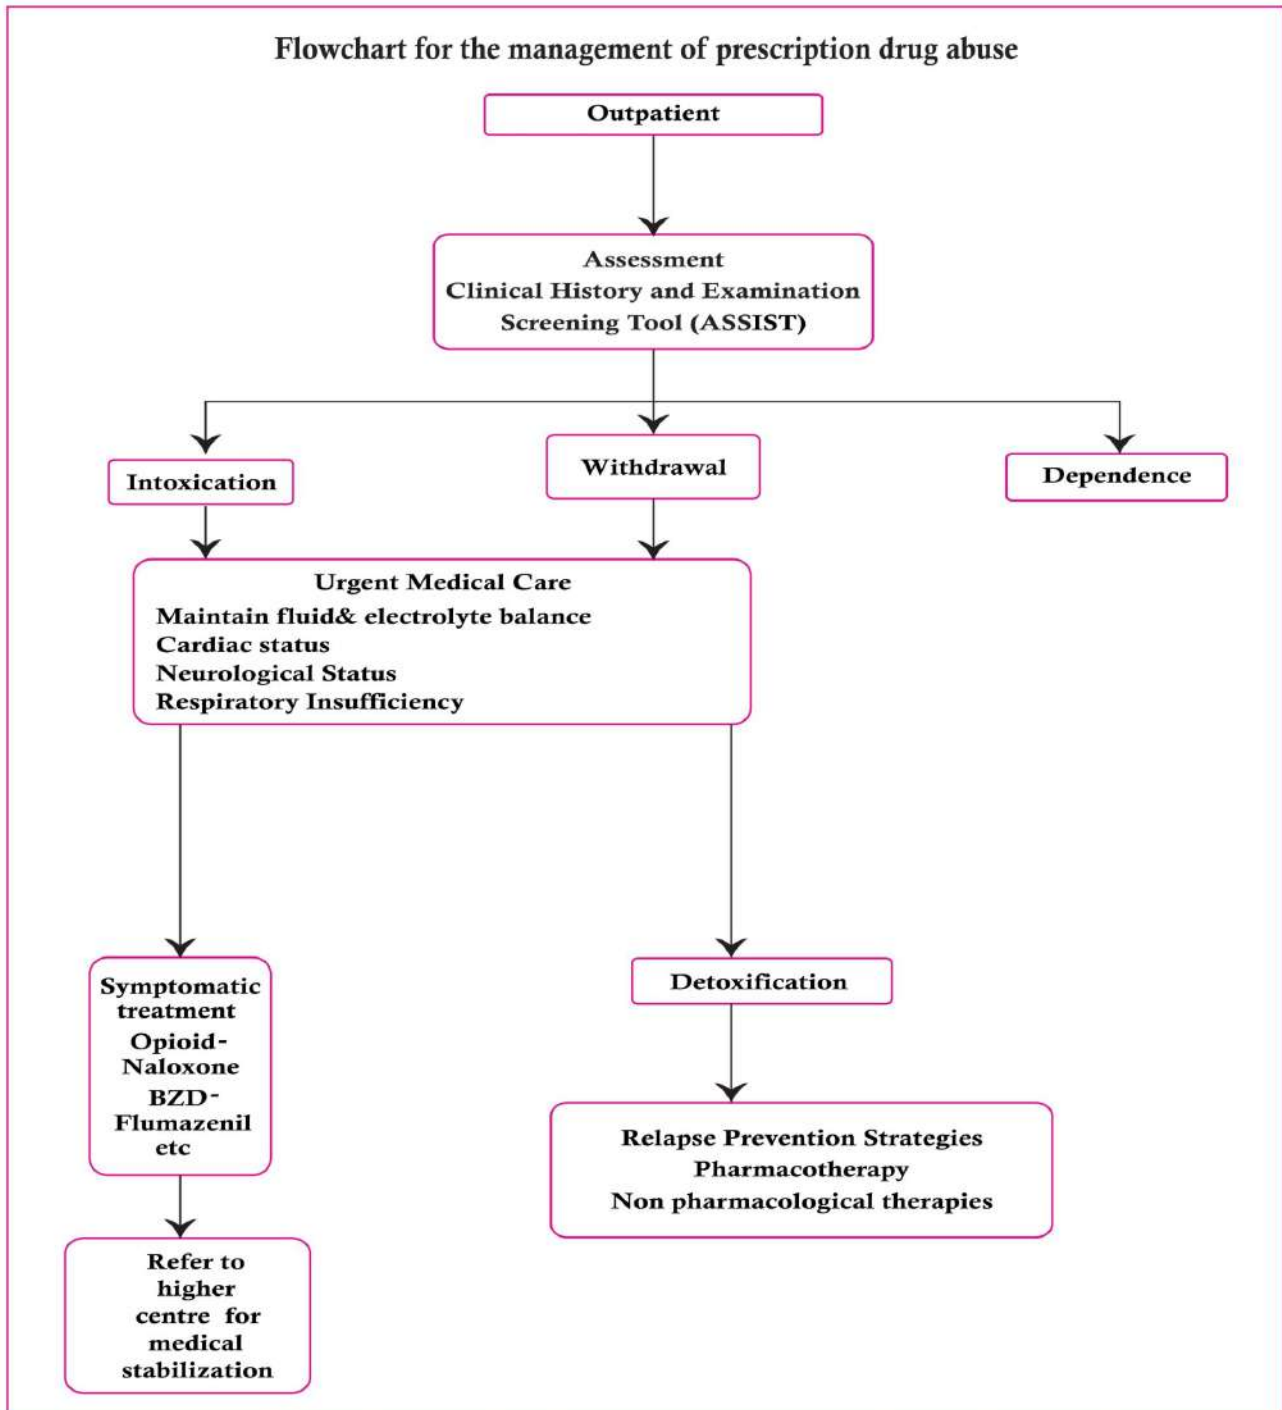 Flowchart for the management of prescription drug abuse
Outpatient
Assessment
Clinical History and Examination
Screening Tool (ASSIST)
Intoxication
Withdrawal
Dependence
Urgent Medical Care
Maintain fluid& electrolyte balance
Cardiac status
Neurological Status
Respiratory Insufficiency
Symptomatic
treatment
Opioid-
Naloxone
BZD-
Flumazenil
etc
Detoxification
Relapse Prevention Strategies
Pharmacotherapy
Non pharmacological therapies
Refer to
higher
centre for
medical
stabilization